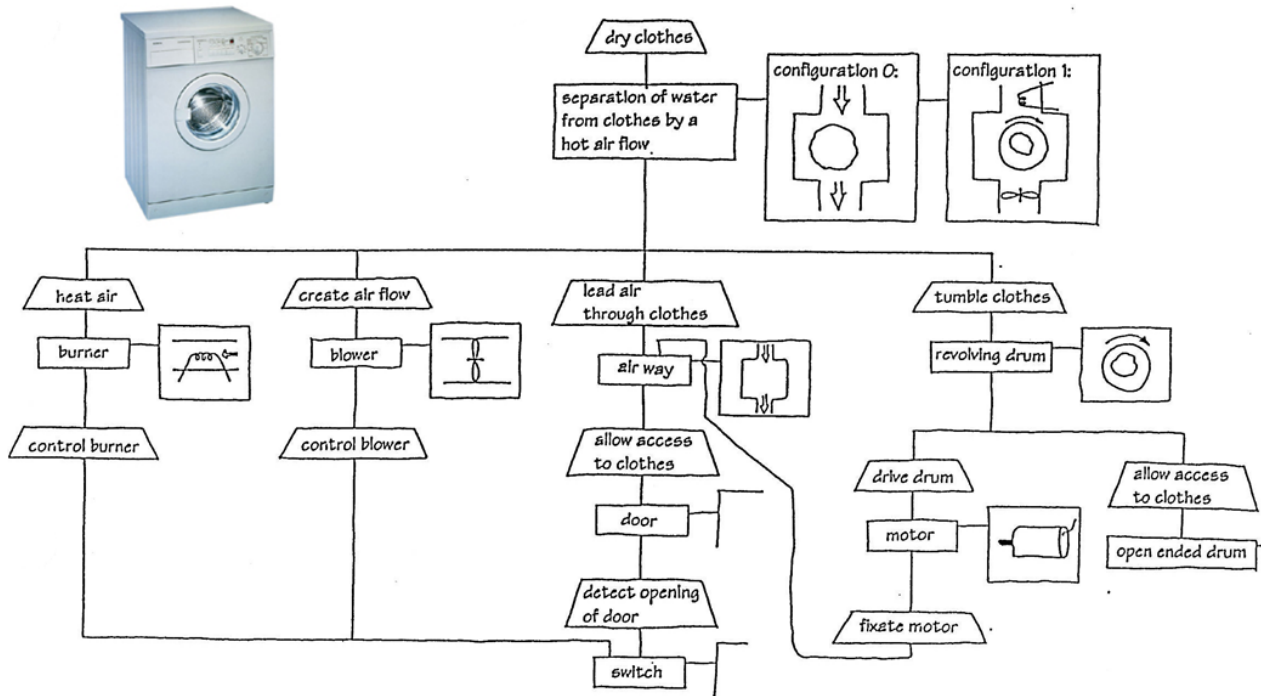 dry clothes
separation of water
from clothes by a
hot air flow
configuration 0:
configuration 1:
heat air
create air flow
lead air
through clothes
tumble clothes
burner
blower
air way
revolving drum
control burner
control blower
allow access
to clothes
drive drum
allow access
to clothes
door
motor
open ended drum
detect opening
of door
fixate motor
switch